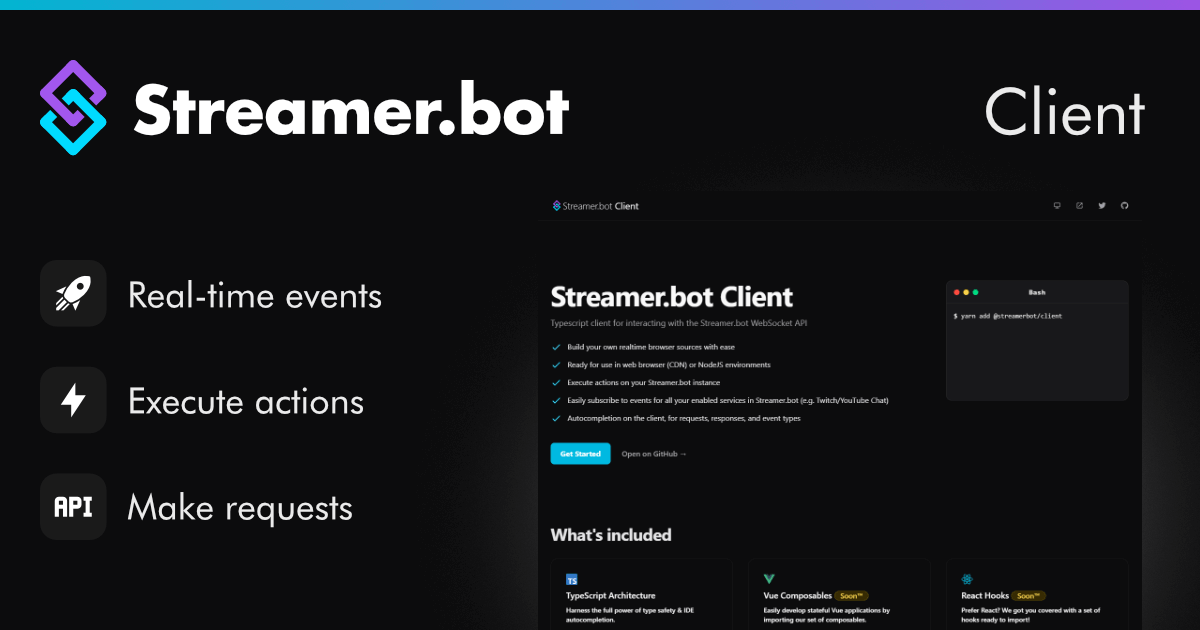 Streamer.bot
Client
Real-time events
Execute actions
API
Make requests
Streamer.bot Client
Streamer.bot Client
Typescript client for interacting with the Streamer.bot WebSocket API
Build your own realtime browser sources with ease
Ready for use in web browser (CDN) or NodeJS environments
Execute actions on your Streamer.bot instance
Easily subscribe to events for all your enabled services in Streamer.bot (e.g. Twitch/YouTube Chat)
Autocompletion on the client, for requests, responses, and event types
Get Started
Open on GitHub →
Bash
$ yarn add @streamerbot/client
What's included
TS
TypeScript Architecture
Harness the full power of type safety & IDE
autocompletion.
Vue Composables Soon™
Easily develop stateful Vue applications by
importing our set of composables.
React Hooks Soon™
Prefer React? We got you covered with a set of
hooks ready to import!